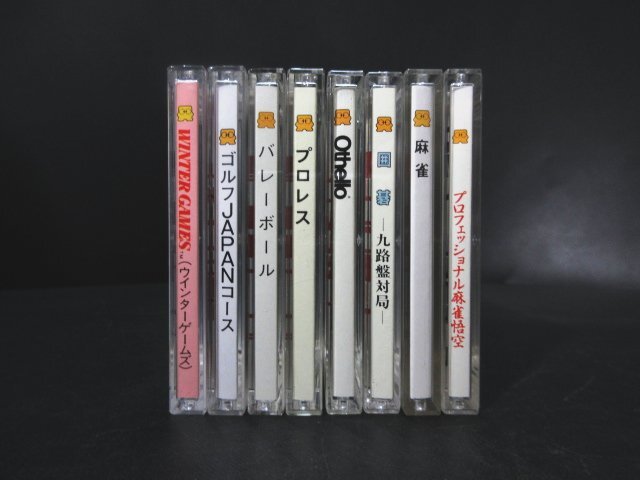 WINTER GAMES™(ウインターゲームズ)
ゴルフJAPANコース
バレーボール
プロレス
Othello
囲碁 ―九路盤対局―
麻雀
プロフェッショナル麻雀悟空